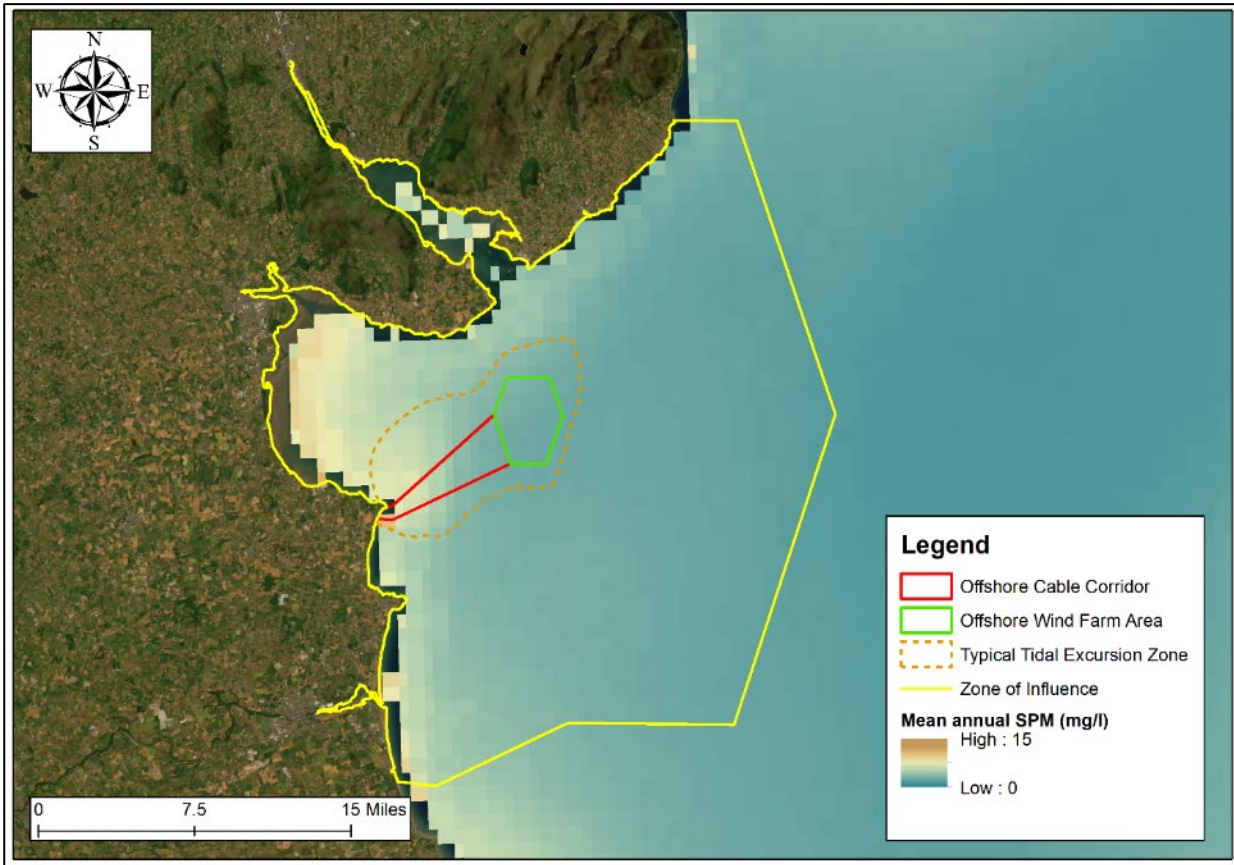 N
W E
S
Legend
Offshore Cable Corridor
Offshore Wind Farm Area
Typical Tidal Excursion Zone
Zone of Influence
Mean annual SPM (mg/l)
High : 15
Low : 0
0 7.5 15 Miles